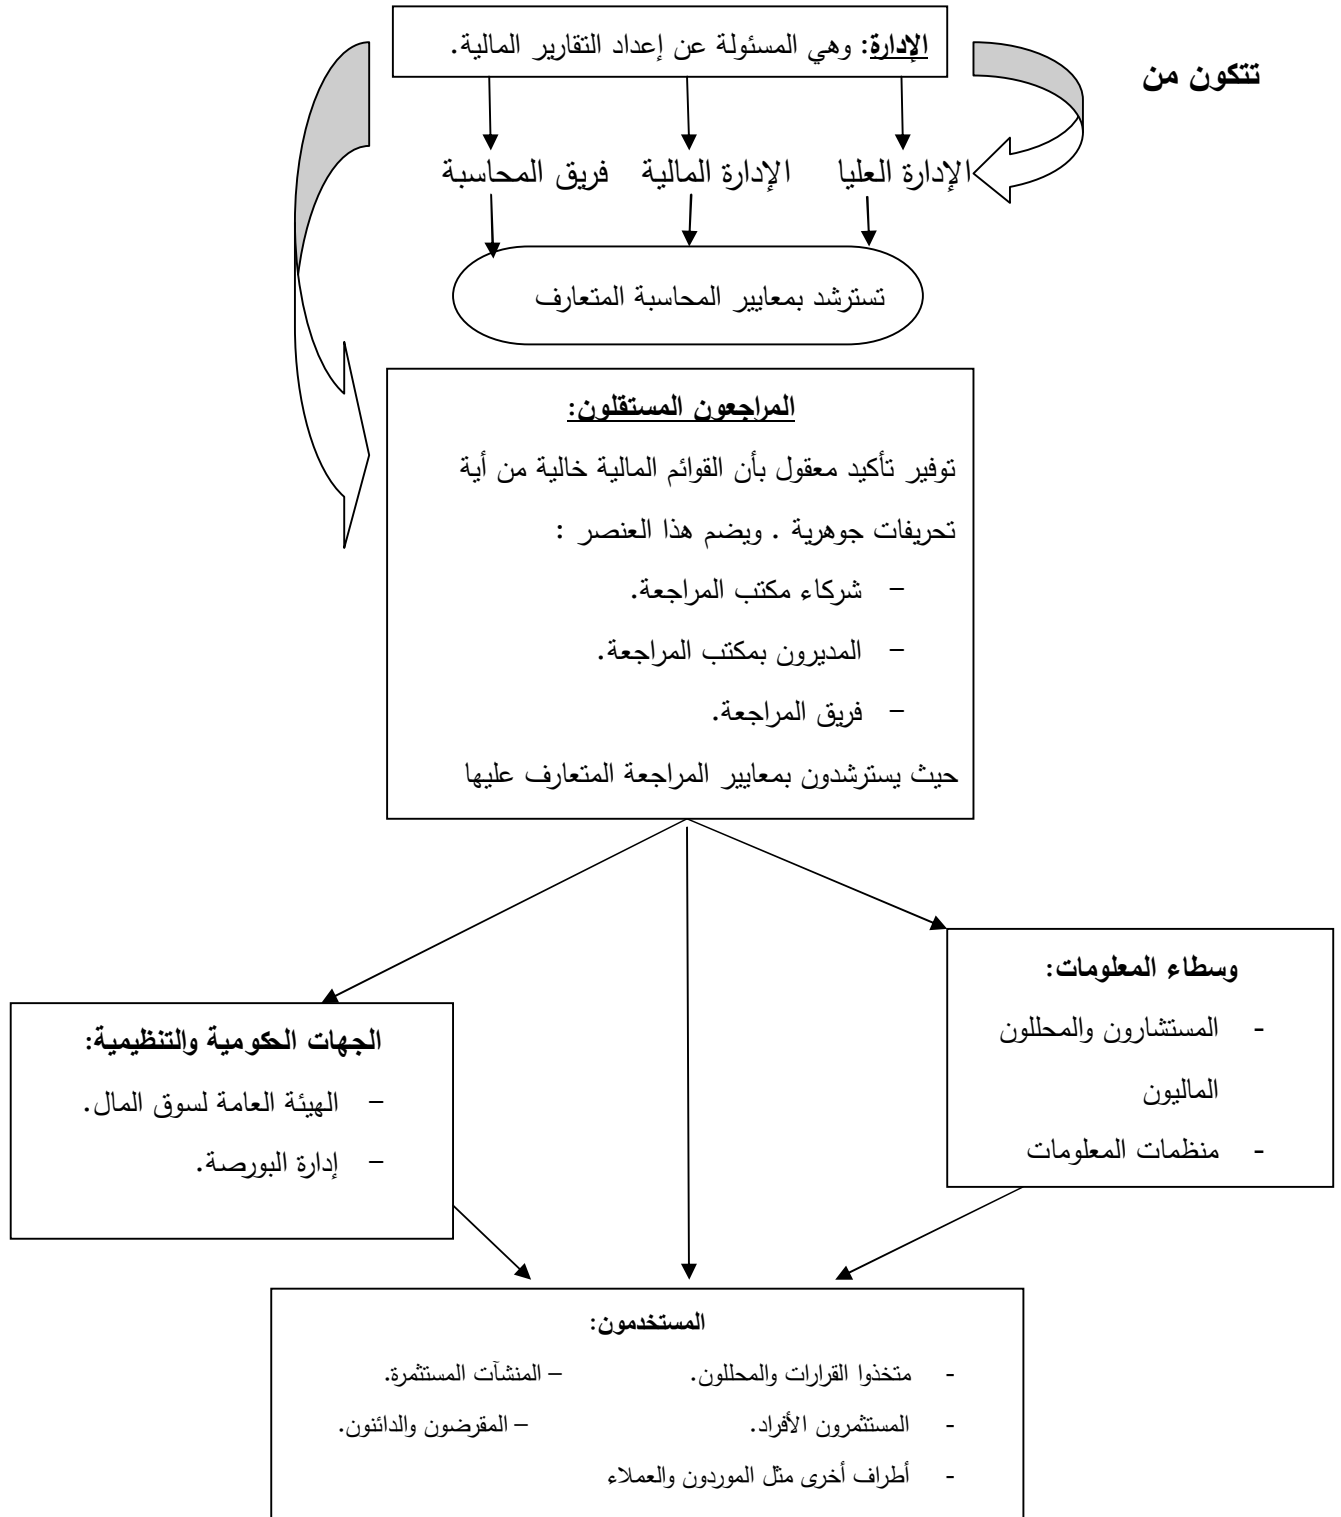 الإدارة: وهي المسئولة عن إعداد التقارير المالية.
تتكون من
الإدارة العليا الإدارة المالية فريق المحاسبة
تسترشد بمعايير المحاسبة المتعارف
المراجعون المستقلون:
توفير تأكيد معقول بأن القوائم المالية خالية من أية
تحريفات جوهرية . ويضم هذا العنصر :
– شركاء مكتب المراجعة.
– المديرون بمكتب المراجعة.
– فريق المراجعة.
حيث يسترشدون بمعايير المراجعة المتعارف عليها
وسطاء المعلومات:
- المستشارون والمحللون
الماليون
- منظمات المعلومات
الجهات الحكومية والتنظيمية:
– الهيئة العامة لسوق المال.
– إدارة البورصة.
المستخدمون:
- متخذوا القرارات والمحللون. – المنشآت المستثمرة.
- المستثمرون الأفراد. – المقرضون والدائنون.
- أطراف أخرى مثل الموردون والعملاء